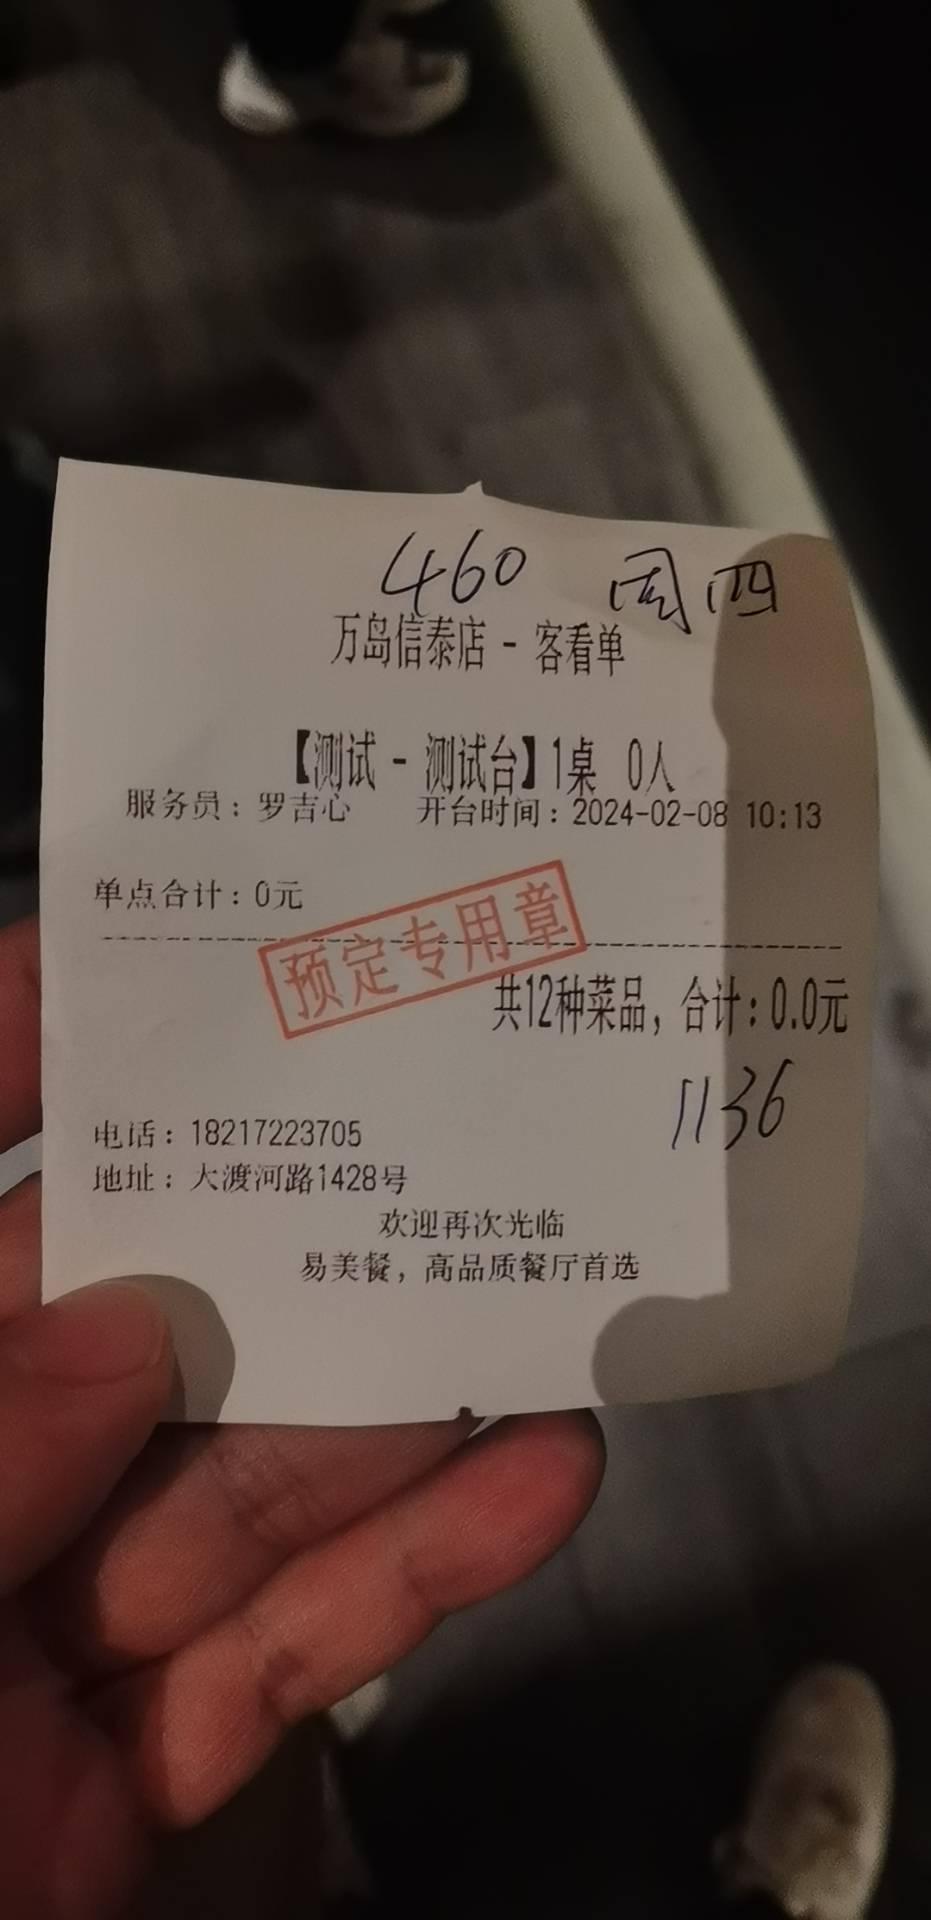 460 周四
万岛信泰店 - 客看单
【测试 - 测试台】1桌 0人
服务员：罗吉心 开台时间：2024-02-08 10:13
单点合计：0元
预定专用章
共12种菜品，合计：0.0元
1136
电话：18217223705
地址：大渡河路1428号
欢迎再次光临
易美餐，高品质餐厅首选